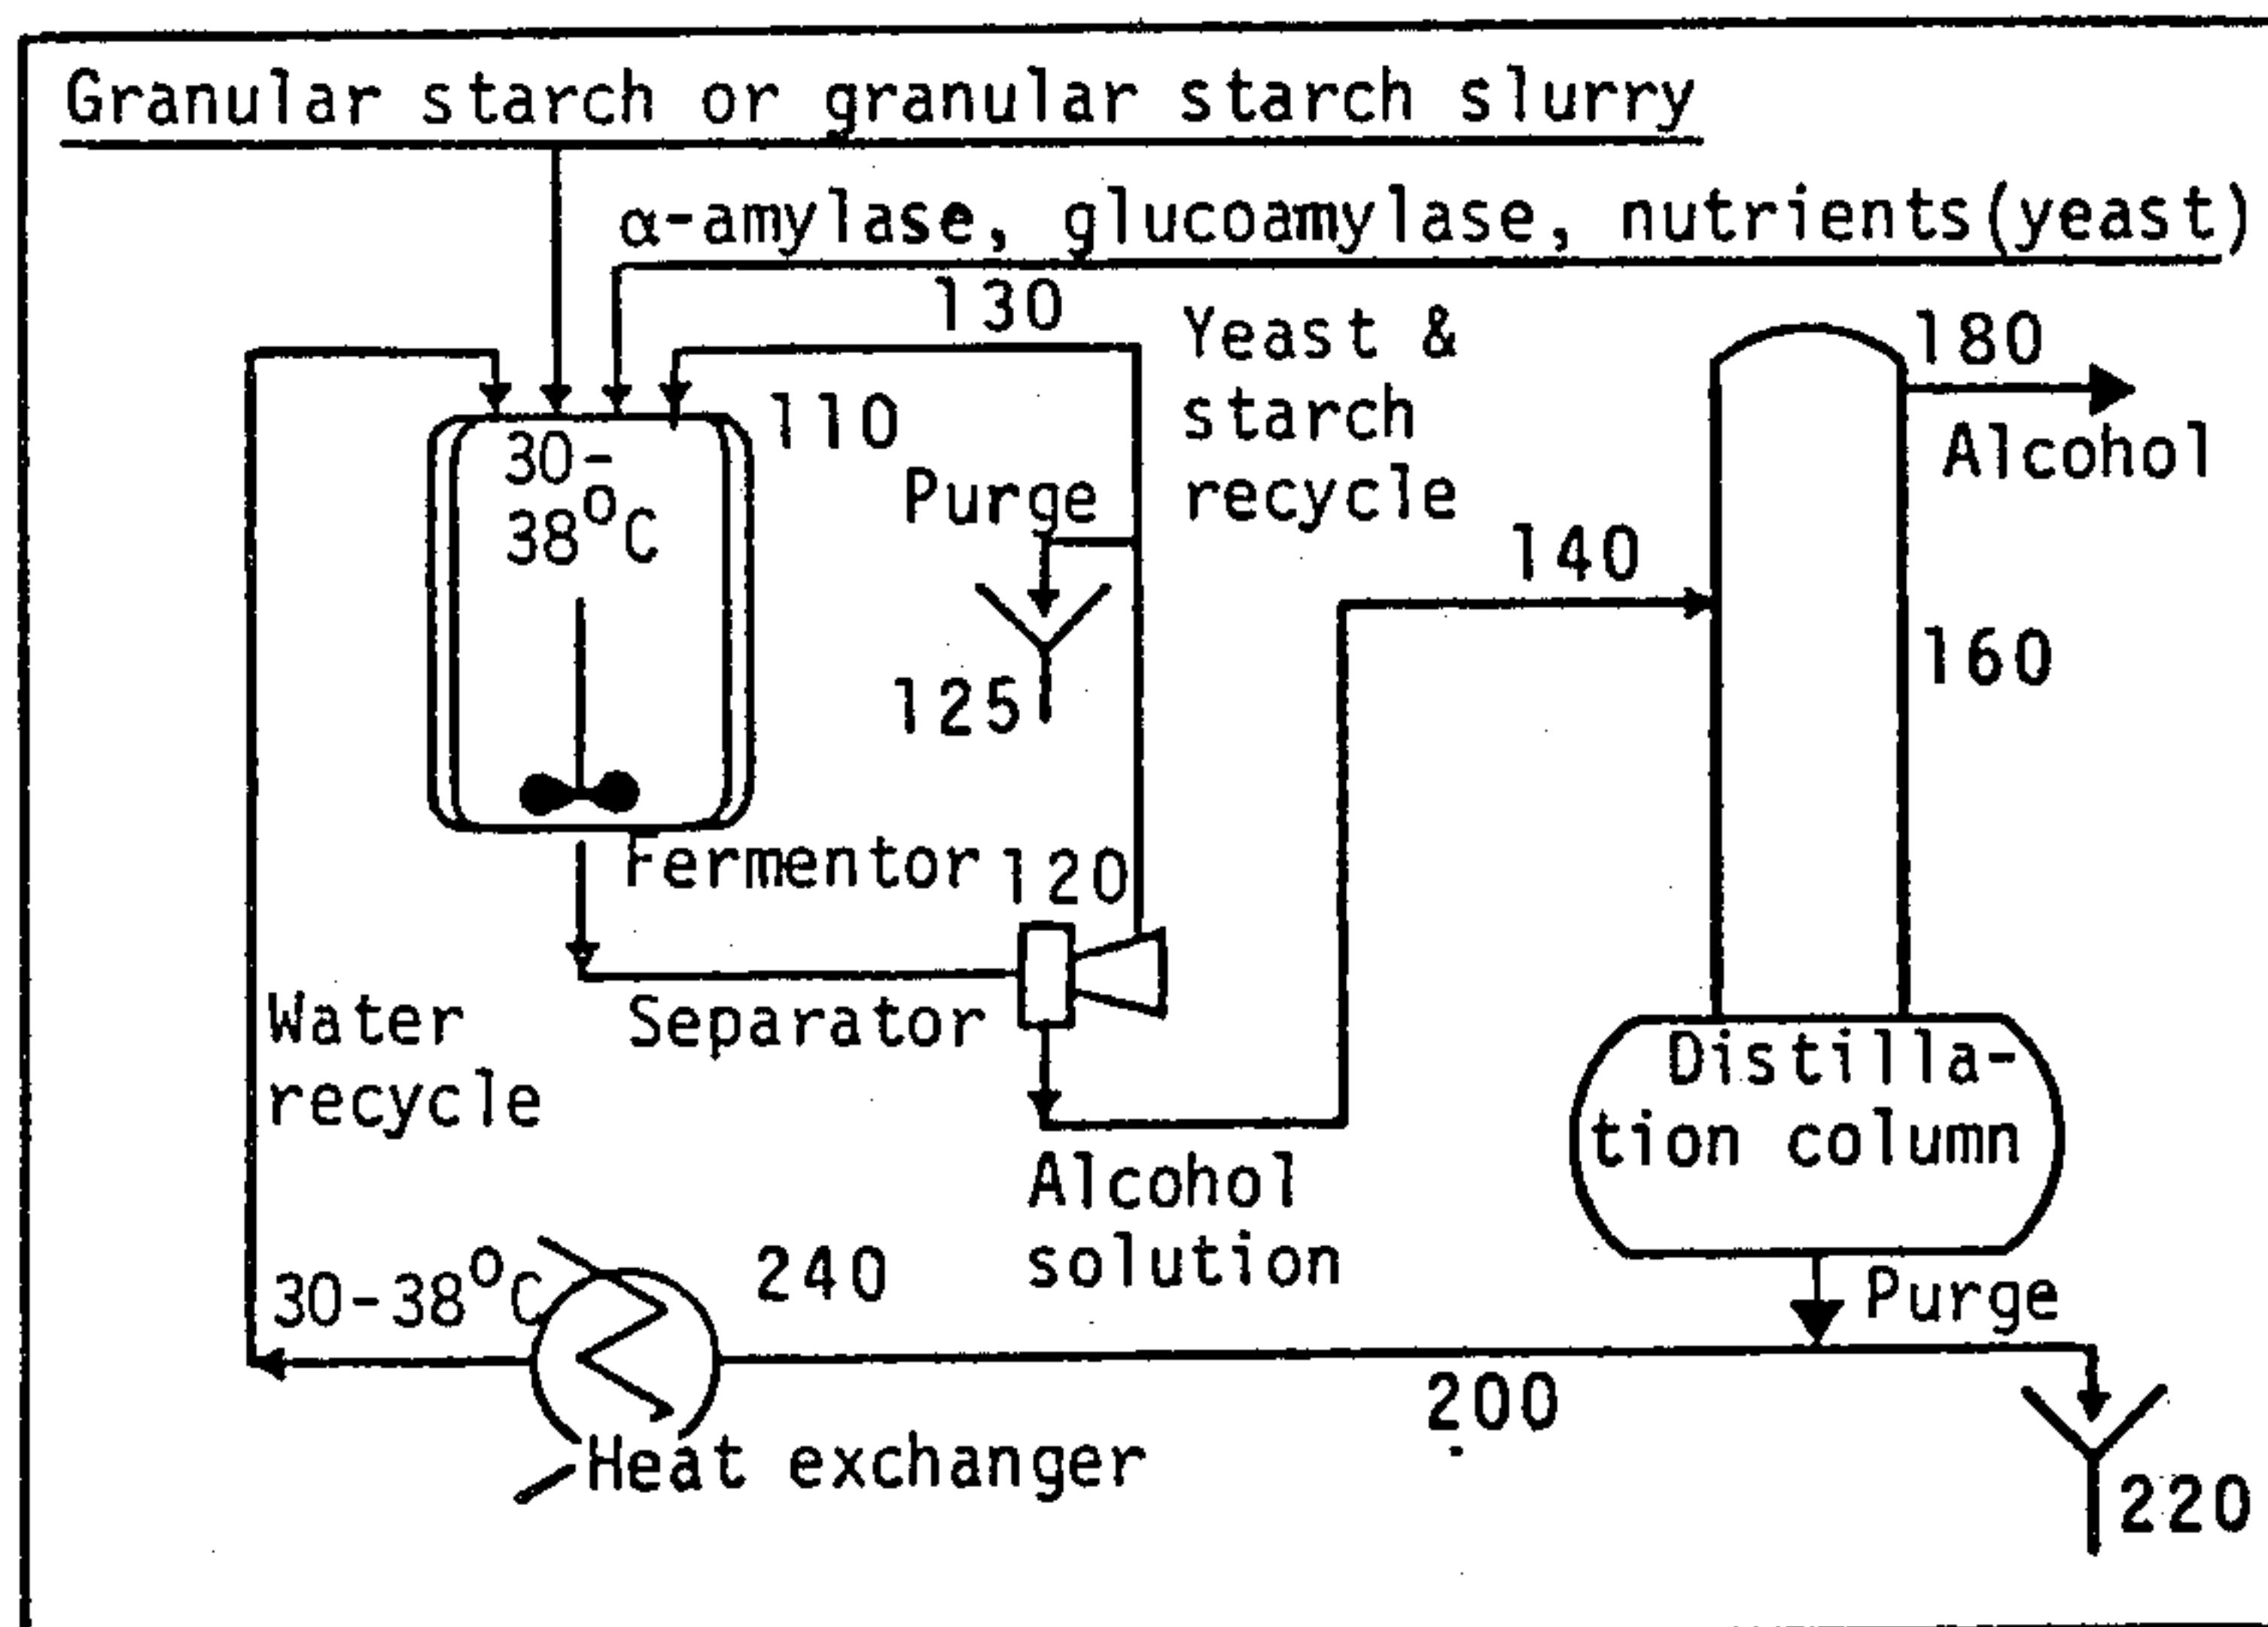 Granular starch or granular starch slurry
α-amylase, glucoamylase, nutrients(yeast)
130
Yeast &
starch
recycle
180
Alcohol
110
30-
38°C
Purge
125
140
160
Fermentor
120
Separator
Water
recycle
Distilla-
tion column
Alcohol
solution
30-38°C
240
Purge
200
Heat exchanger
220